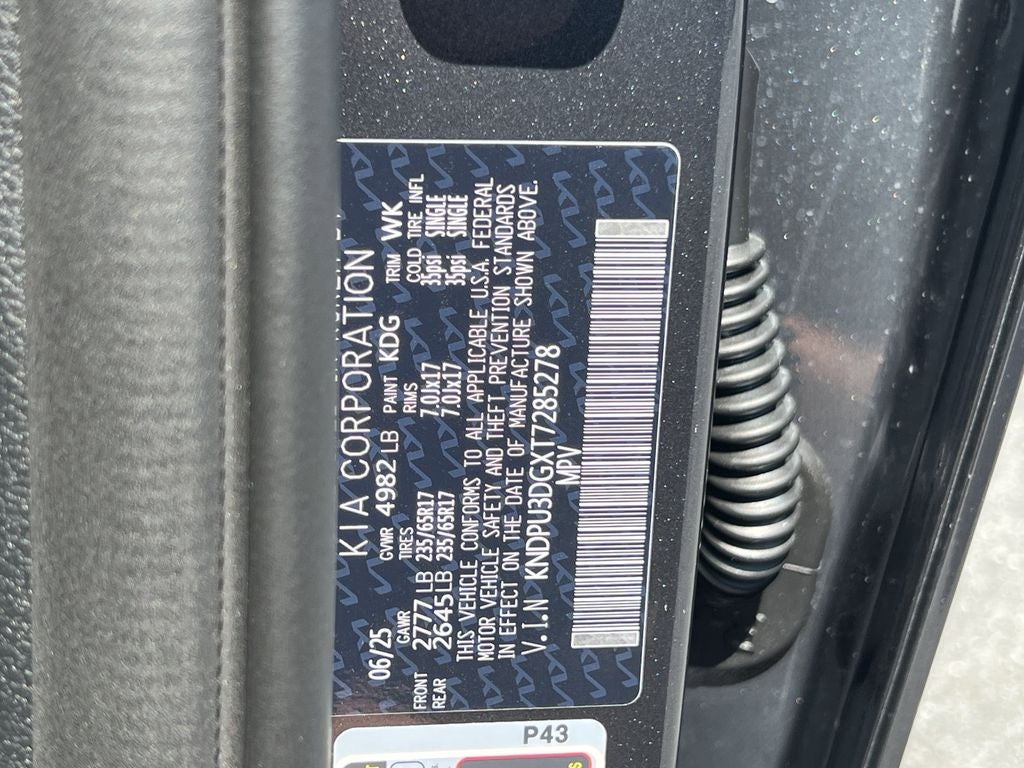 KIA CORPORATION
06/25 GVWR 4982 LB PAINT KDG TRIM WK
GAWR TIRES RIMS COLD TIRE INFL
FRONT 2777 LB 235/65R17 7.0Jx17 35psi SINGLE
REAR 2645 LB 235/65R17 7.0Jx17 35psi SINGLE
THIS VEHICLE CONFORMS TO ALL APPLICABLE U.S.A. FEDERAL
MOTOR VEHICLE SAFETY AND THEFT PREVENTION STANDARDS
IN EFFECT ON THE DATE OF MANUFACTURE SHOWN ABOVE.
V.I.N KNDPU3DGXT7285278
MPV
P43